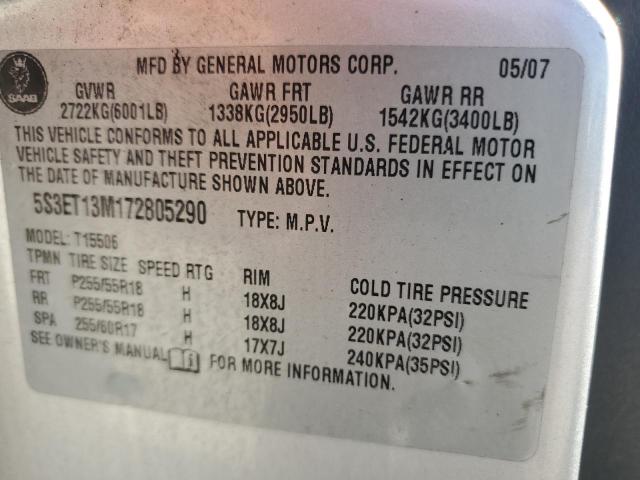 SAAB
MFD BY GENERAL MOTORS CORP. 05/07
GVWR GAWR FRT GAWR RR
2722KG(6001LB) 1338KG(2950LB) 1542KG(3400LB)
THIS VEHICLE CONFORMS TO ALL APPLICABLE U.S. FEDERAL MOTOR
VEHICLE SAFETY AND THEFT PREVENTION STANDARDS IN EFFECT ON
THE DATE OF MANUFACTURE SHOWN ABOVE.
5S3ET13M172805290 TYPE: M.P.V.
MODEL: T15506
TPMN TIRE SIZE SPEED RTG RIM COLD TIRE PRESSURE
FRT P255/55R18 H 18X8J 220KPA(32PSI)
RR P255/55R18 H 18X8J 220KPA(32PSI)
SPA 255/60R17 H 17X7J 240KPA(35PSI)
SEE OWNER'S MANUAL FOR MORE INFORMATION.